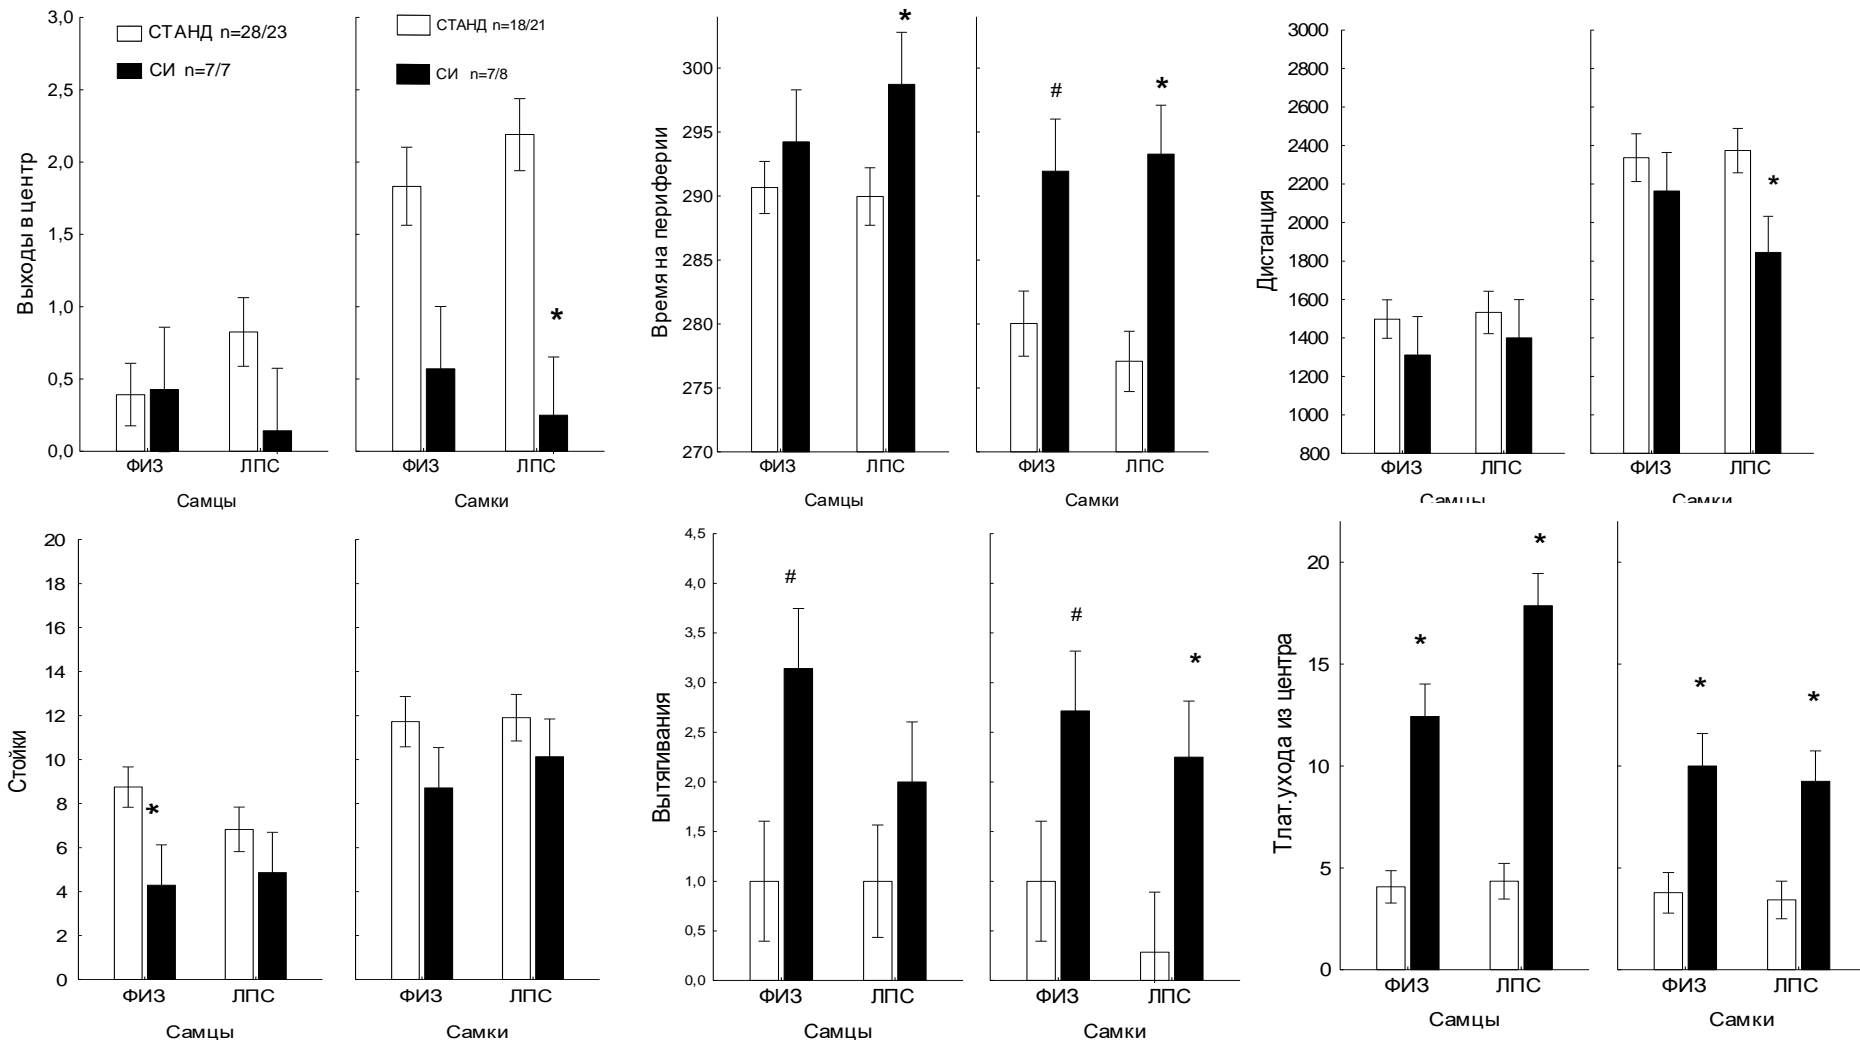 Выходы в центр
3,0
2,5
2,0
1,5
1,0
0,5
0,0
СТАНД n=28/23
СИ n=7/7
СТАНД n=18/21
СИ n=7/8
*
ФИЗ ЛПС ФИЗ ЛПС
Самцы Самки
Время на периферии
300
295
290
285
280
275
270
*
#
*
ФИЗ ЛПС ФИЗ ЛПС
Самцы Самки
Дистанция
3000
2800
2600
2400
2200
2000
1800
1600
1400
1200
1000
800
*
ФИЗ ЛПС ФИЗ ЛПС
Самцы Самки
Стойки
20
18
16
14
12
10
8
6
4
2
0
*
ФИЗ ЛПС ФИЗ ЛПС
Самцы Самки
Вытягивания
4,5
4,0
3,5
3,0
2,5
2,0
1,5
1,0
0,5
0,0
#
#
*
ФИЗ ЛПС ФИЗ ЛПС
Самцы Самки
Тлат.ухода из центра
20
15
10
5
0
*
*
*
*
ФИЗ ЛПС ФИЗ ЛПС
Самцы Самки